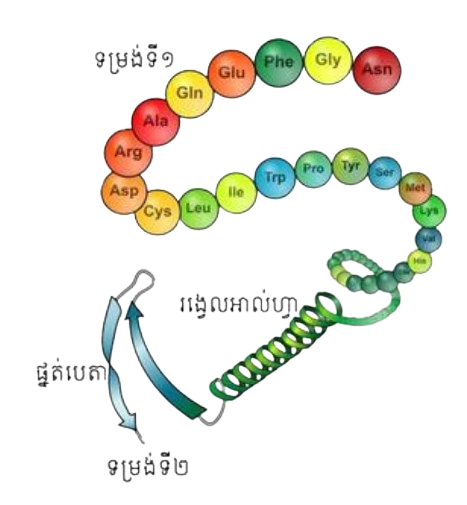 ទម្រង់ទី១
Asn
Gly
Phe
Glu
Gln
Ala
Arg
Asp
Cys
Leu
Ile
Trp
Pro
Tyr
Ser
Met
Lys
Val
His
រង្វេលអាល់ហ្វា
ផ្នត់បេតា
ទម្រង់ទី២